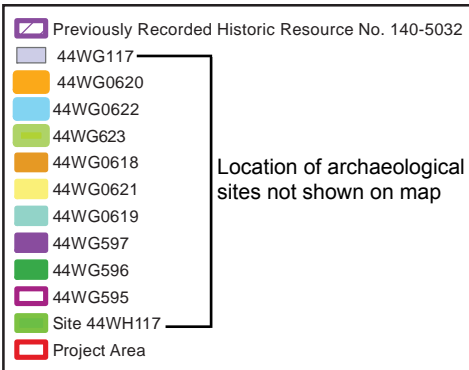 Previously Recorded Historic Resource No. 140-5032
44WG117
44WG0620
44WG0622
44WG623
44WG0618
44WG0621
44WG0619
44WG597
44WG596
44WG595
Site 44WH117
Project Area
Location of archaeological
sites not shown on map